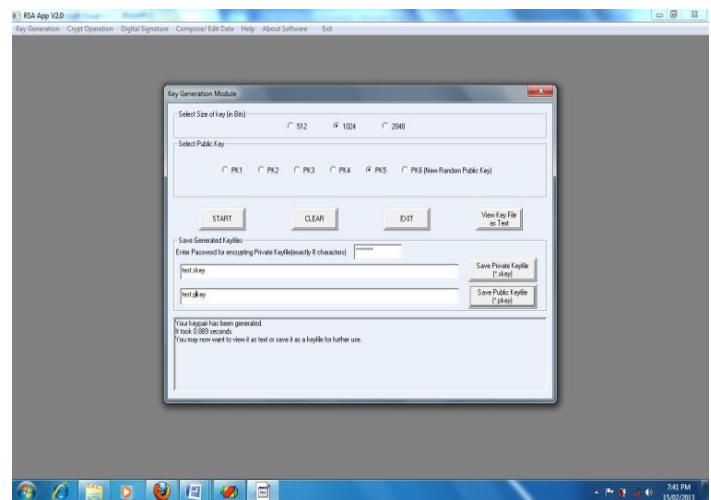 RSA App V2.0
Key Generation Crypt Operation Digital Signature Compose/Edit Data Help About Software Exit
Key Generation Module
Select Size of key (in Bits)
512 1024 2048
Select Public Key
PK1 PK2 PK3 PK4 PK5 PK6 (New Random Public Key)
START CLEAR EXIT View Key File
as Text
Save Generated Keyfiles
Enter Password for encrypting Private Keyfile(exactly 8 characters) ********
test.skey Save Private Keyfile
(*.skey)
test.pkey Save Public Keyfile
(*.pkey)
Your keypair has been generated.
It took 0.889 seconds.
You may now want to view it as text or save it as a keyfile for further use.
7:41 PM
15/02/2011